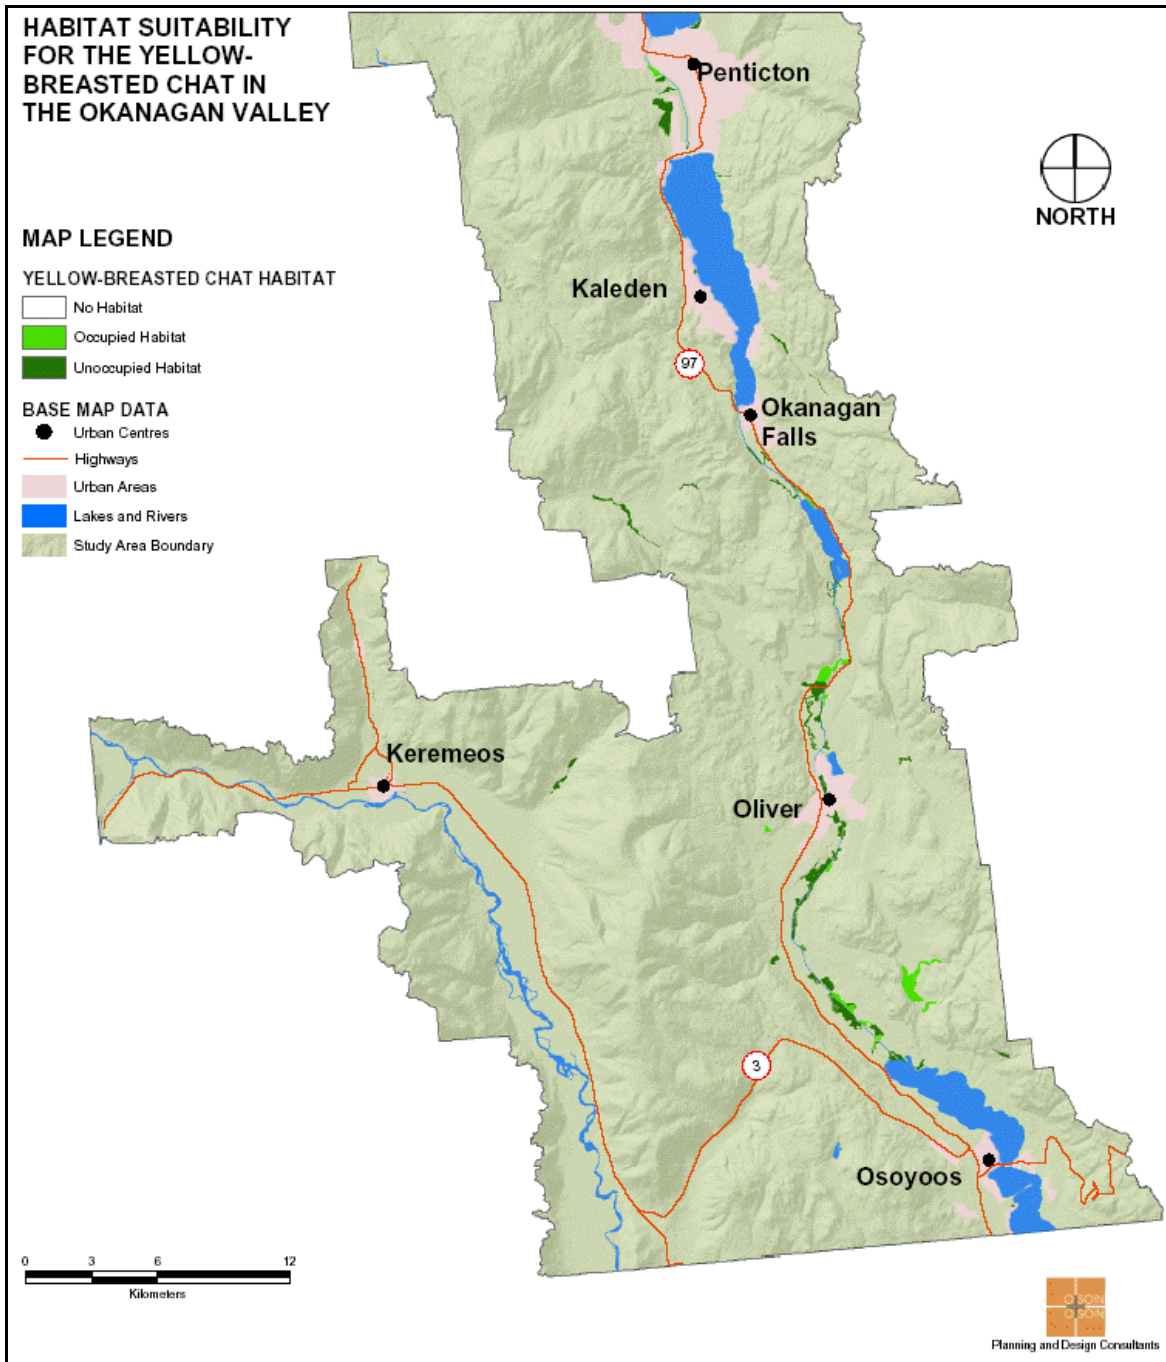 HABITAT SUITABILITY
FOR THE YELLOW-
BREASTED CHAT IN
THE OKANAGAN VALLEY
Penticton
NORTH
MAP LEGEND
YELLOW-BREASTED CHAT HABITAT
No Habitat
Occupied Habitat
Unoccupied Habitat
BASE MAP DATA
Urban Centres
Highways
Urban Areas
Lakes and Rivers
Study Area Boundary
Kaleden
97
Okanagan
Falls
Keremeos
Oliver
3
Osoyoos
0 3 6 12
Kilometers
OLSON
OLSON
Planning and Design Consultants